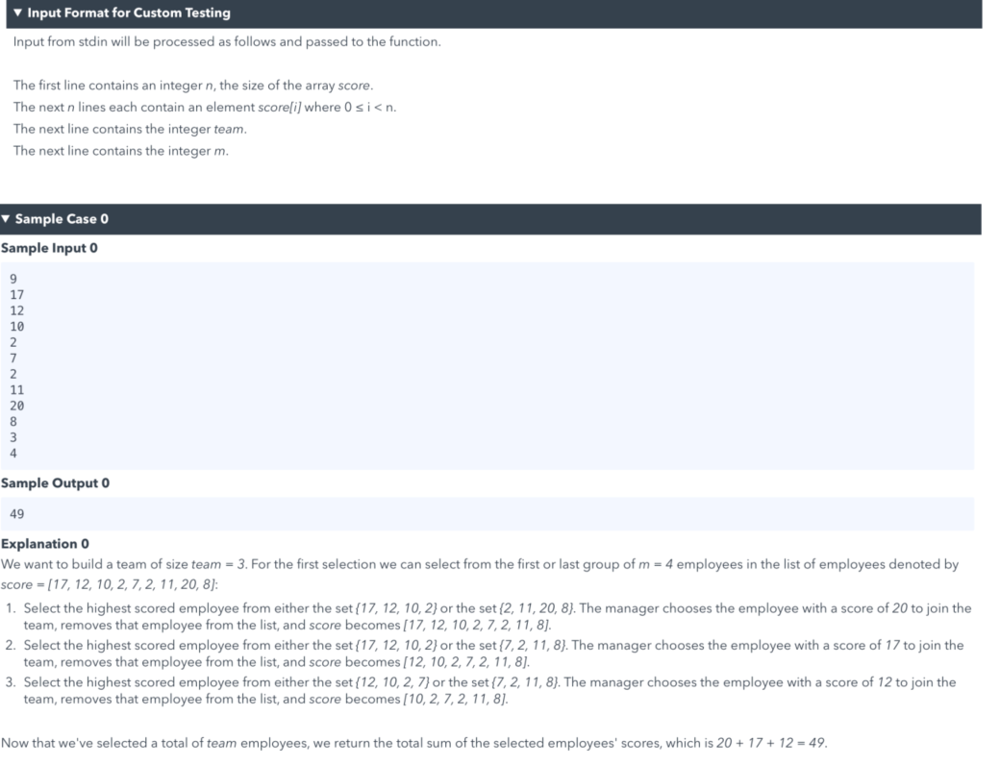 ▼ Input Format for Custom Testing
Input from stdin will be processed as follows and passed to the function.
The first line contains an integer n, the size of the array score.
The next n lines each contain an element score[i] where 0 ≤ i < n.
The next line contains the integer team.
The next line contains the integer m.
▼ Sample Case 0
Sample Input 0
9
17
12
10
2
7
2
11
20
8
3
4
Sample Output 0
49
Explanation 0
We want to build a team of size team = 3. For the first selection we can select from the first or last group of m = 4 employees in the list of employees denoted by
score = [17, 12, 10, 2, 7, 2, 11, 20, 8]:
1. Select the highest scored employee from either the set {17, 12, 10, 2} or the set {2, 11, 20, 8}. The manager chooses the employee with a score of 20 to join the
team, removes that employee from the list, and score becomes [17, 12, 10, 2, 7, 2, 11, 8].
2. Select the highest scored employee from either the set {17, 12, 10, 2} or the set {7, 2, 11, 8}. The manager chooses the employee with a score of 17 to join the
team, removes that employee from the list, and score becomes [12, 10, 2, 7, 2, 11, 8].
3. Select the highest scored employee from either the set {12, 10, 2, 7} or the set {7, 2, 11, 8}. The manager chooses the employee with a score of 12 to join the
team, removes that employee from the list, and score becomes [10, 2, 7, 2, 11, 8].
Now that we've selected a total of team employees, we return the total sum of the selected employees' scores, which is 20 + 17 + 12 = 49.